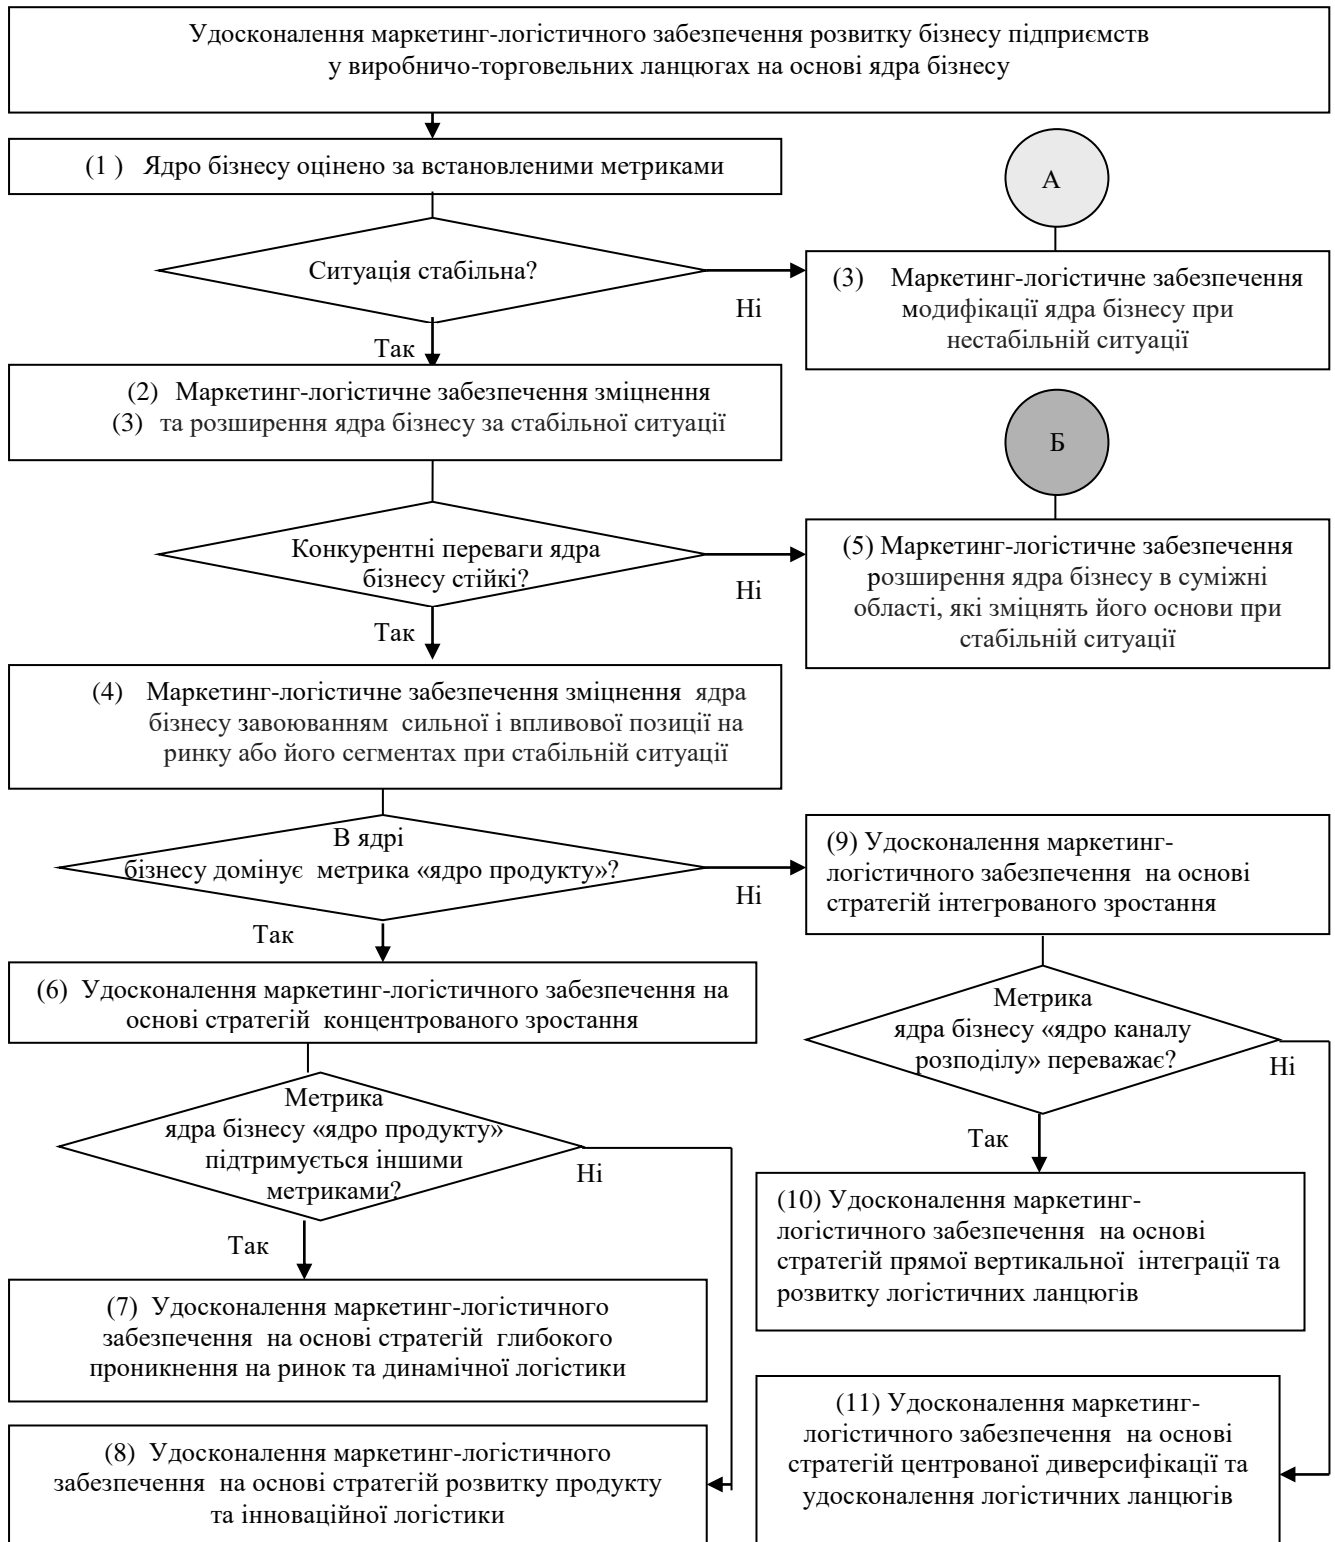 Удосконалення маркетинг-логістичного забезпечення розвитку бізнесу підприємств
у виробничо-торговельних ланцюгах на основі ядра бізнесу
(1 ) Ядро бізнесу оцінено за встановленими метриками
А
Ситуація стабільна?
Ні
Так
(3) Маркетинг-логістичне забезпечення
модифікації ядра бізнесу при
нестабільній ситуації
(2) Маркетинг-логістичне забезпечення зміцнення
(3) та розширення ядра бізнесу за стабільної ситуації
Б
Конкурентні переваги ядра
бізнесу стійкі?
Ні
Так
(5) Маркетинг-логістичне забезпечення
розширення ядра бізнесу в суміжні
області, які зміцнять його основи при
стабільній ситуації
(4) Маркетинг-логістичне забезпечення зміцнення ядра
бізнесу завоюванням сильної і впливової позиції на
ринку або його сегментах при стабільній ситуації
В ядрі
бізнесу домінує метрика «ядро продукту»?
Ні
Так
(9) Удосконалення маркетинг-
логістичного забезпечення на основі
стратегій інтегрованого зростання
(6) Удосконалення маркетинг-логістичного забезпечення на
основі стратегій концентрованого зростання
Метрика
ядра бізнесу «ядро каналу
розподілу» переважає?
Ні
Так
Метрика
ядра бізнесу «ядро продукту»
підтримується іншими
метриками?
Ні
Так
(10) Удосконалення маркетинг-
логістичного забезпечення на основі
стратегій прямої вертикальної інтеграції та
розвитку логістичних ланцюгів
(7) Удосконалення маркетинг-логістичного
забезпечення на основі стратегій глибокого
проникнення на ринок та динамічної логістики
(11) Удосконалення маркетинг-
логістичного забезпечення на основі
стратегій центрованої диверсифікації та
удосконалення логістичних ланцюгів
(8) Удосконалення маркетинг-логістичного
забезпечення на основі стратегій розвитку продукту
та інноваційної логістики